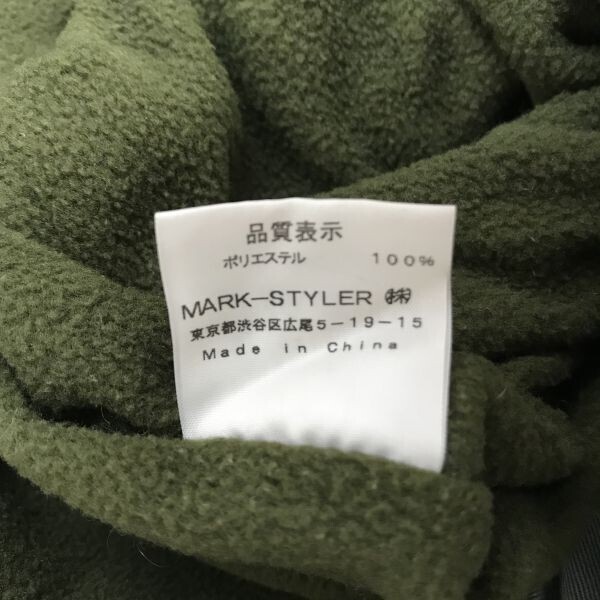 品質表示
ポリエステル 100%
MARK-STYLER ㈱
東京都渋谷区広尾5-19-15
Made in China